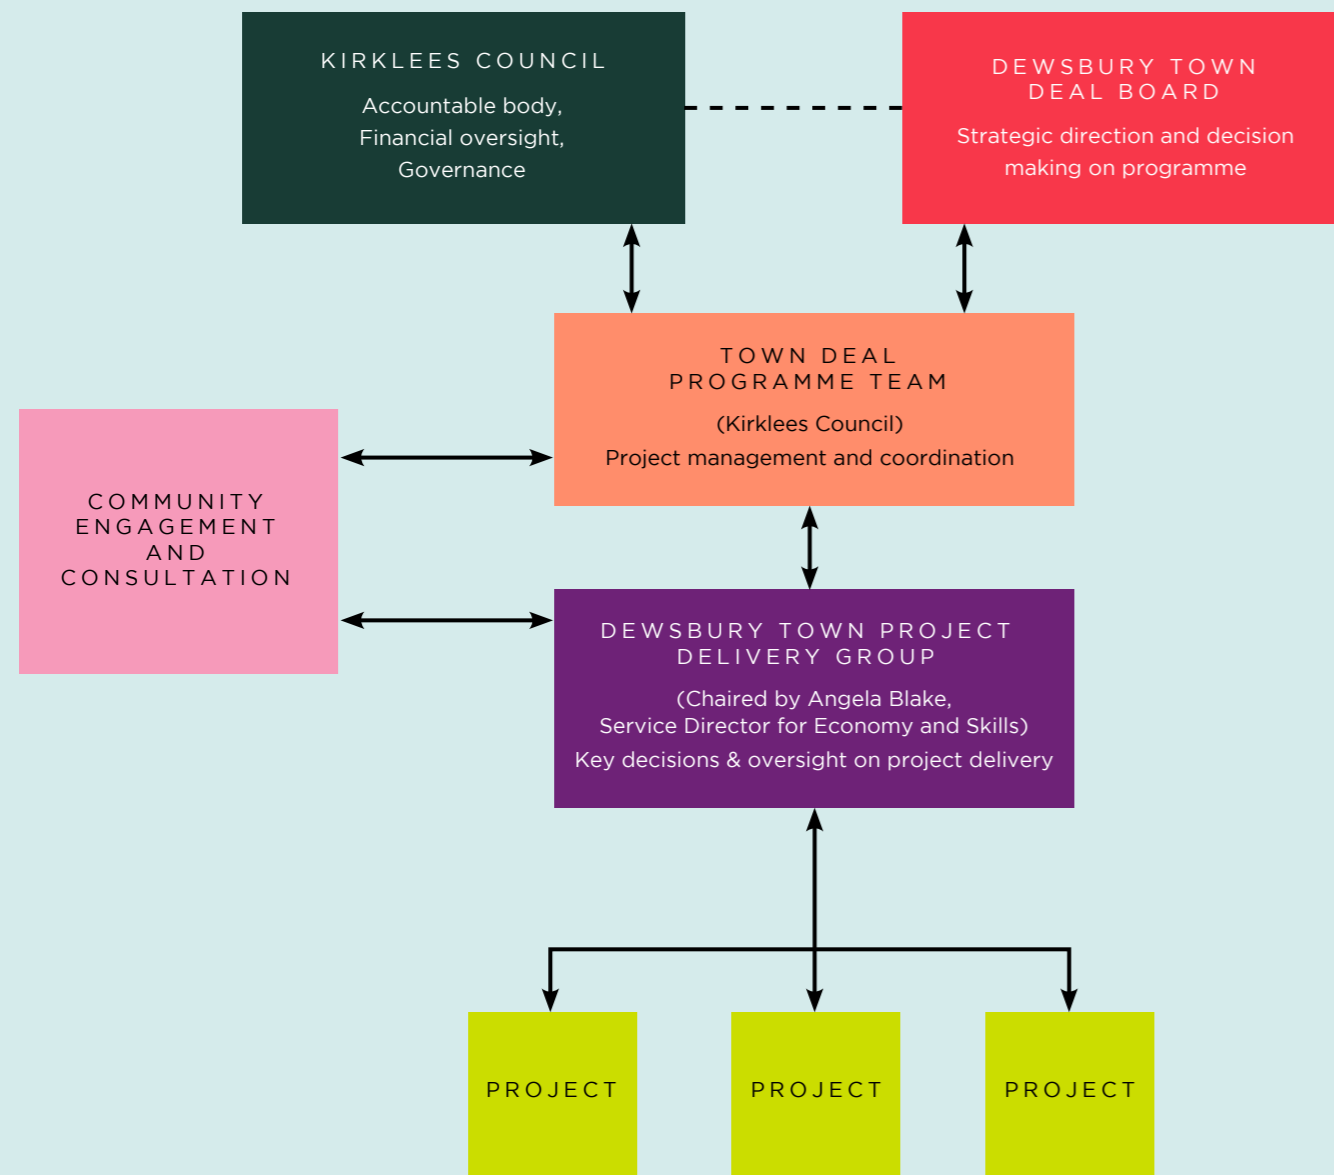 KIRKLEES COUNCIL
Accountable body,
Financial oversight,
Governance
DEWSBURY TOWN
DEAL BOARD
Strategic direction and decision
making on programme
TOWN DEAL
PROGRAMME TEAM
(Kirklees Council)
Project management and coordination
COMMUNITY
ENGAGEMENT
AND
CONSULTATION
DEWSBURY TOWN PROJECT
DELIVERY GROUP
(Chaired by Angela Blake,
Service Director for Economy and Skills)
Key decisions & oversight on project delivery
PROJECT
PROJECT
PROJECT